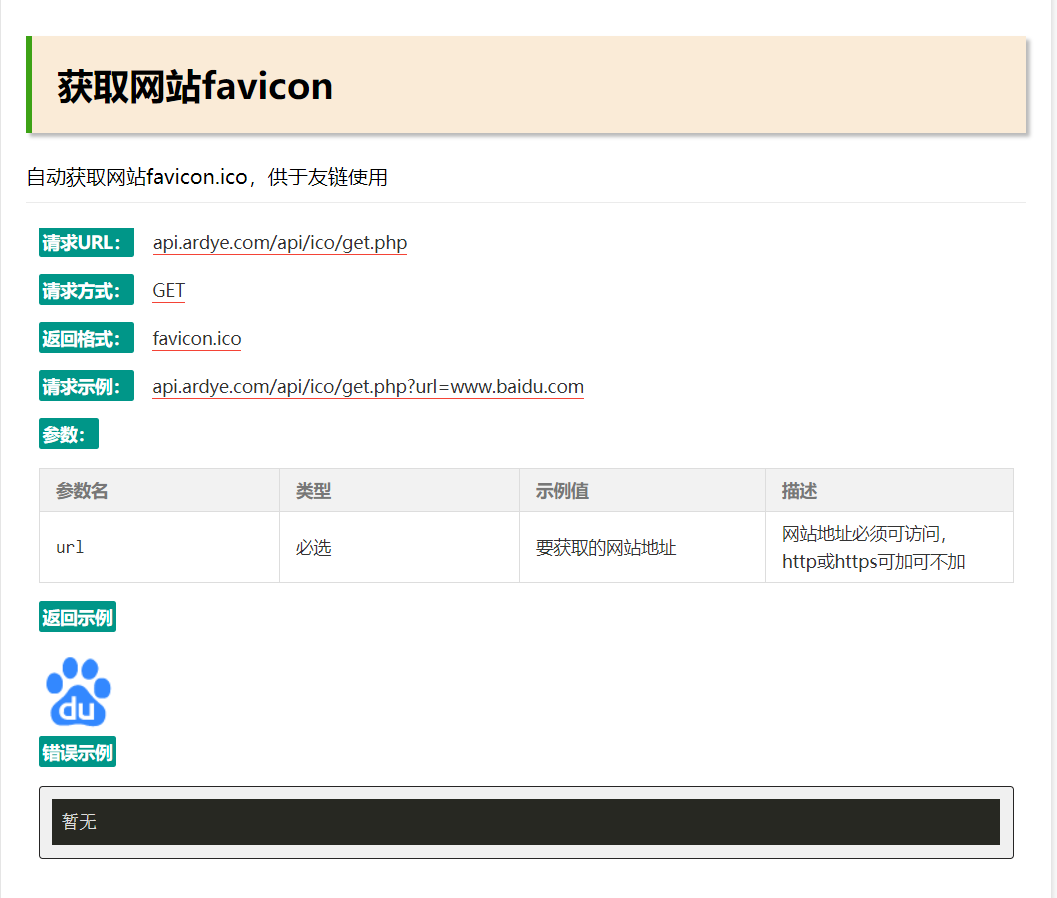 获取网站favicon
自动获取网站favicon.ico，供于友链使用
请求URL： api.ardye.com/api/ico/get.php
请求方式： GET
返回格式： favicon.ico
请求示例： api.ardye.com/api/ico/get.php?url=www.baidu.com
参数：
参数名 类型 示例值 描述
url 必选 要获取的网站地址 网站地址必须可访问，
http或https可加可不加
返回示例
du
错误示例
暂无